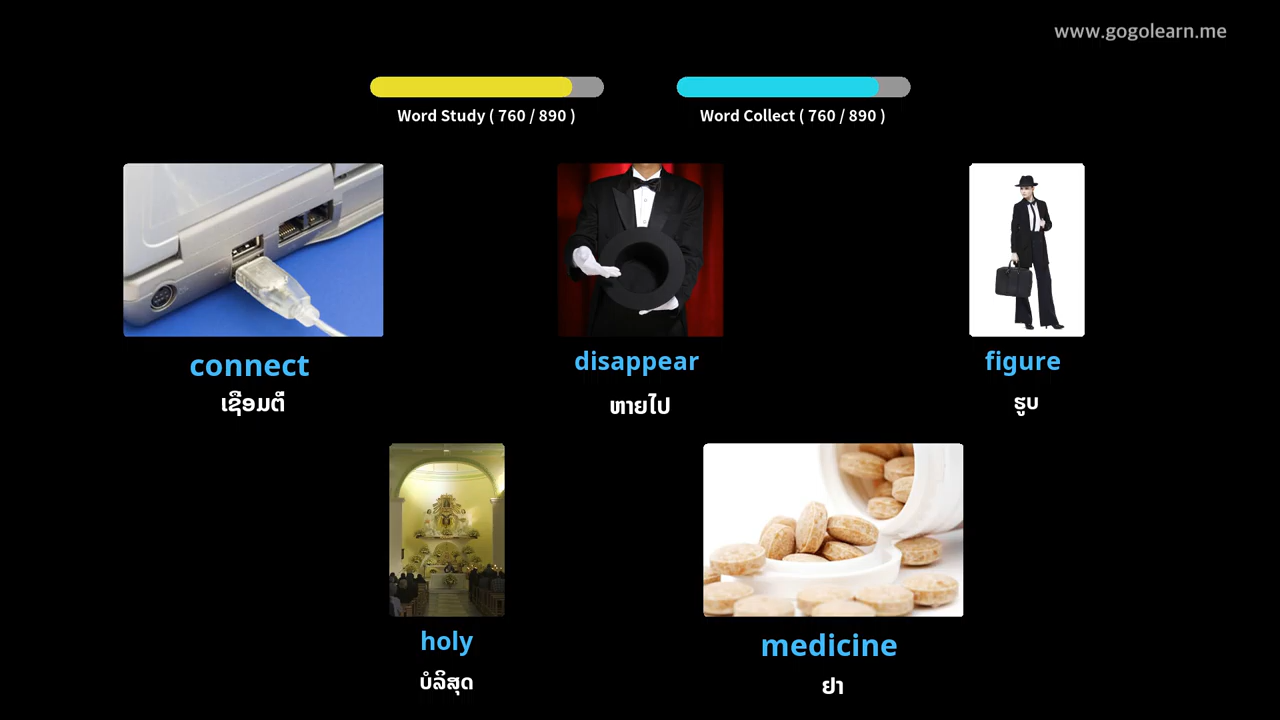 www.gogolearn.me
Word Study ( 760 / 890 )
Word Collect ( 760 / 890 )
connect
ເຊື່ອມຕໍ່
disappear
ຫາຍໄປ
figure
ຮູບ
holy
ບໍລິສຸດ
medicine
ຢາ